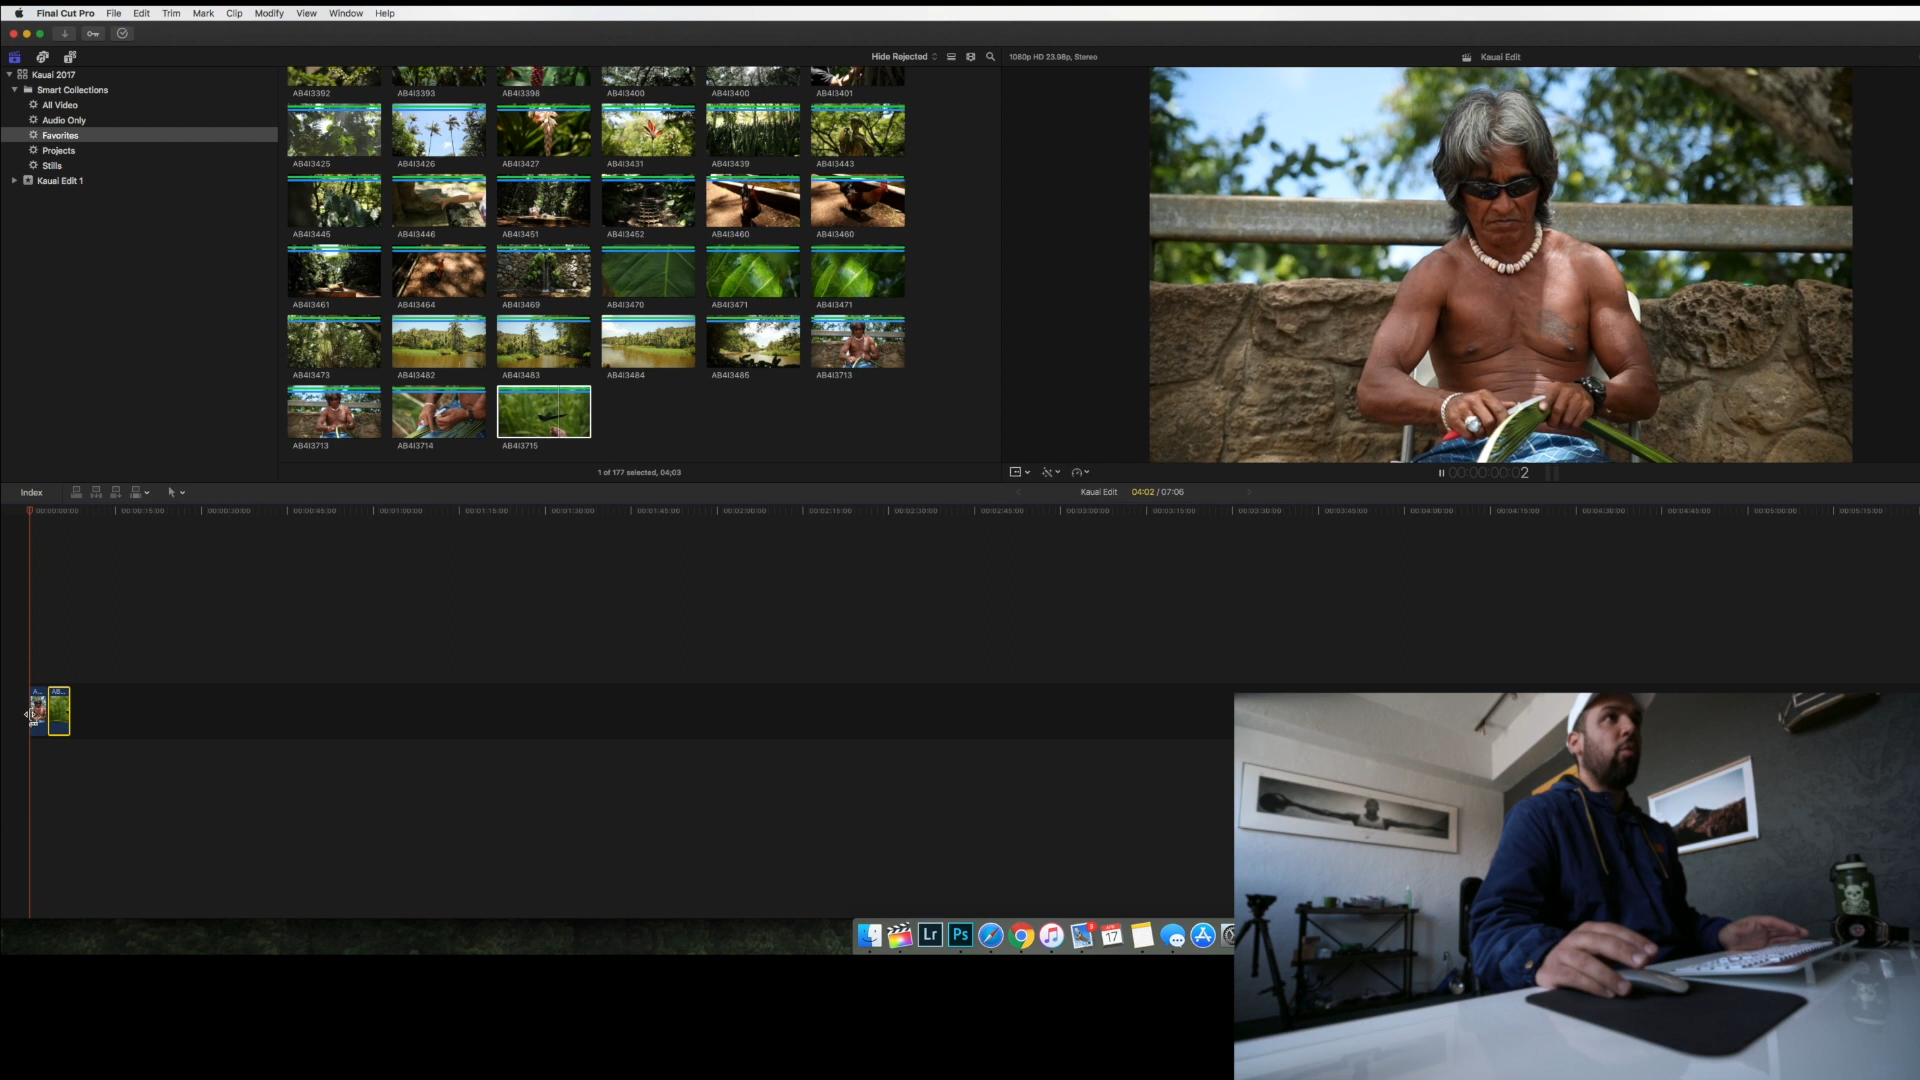 Final Cut Pro File Edit Trim Mark Clip Modify View Window Help
Hide Rejected
1080p HD 23.98p, Stereo
Kauai Edit
Kauai 2017
Smart Collections
All Video
Audio Only
Favorites
Projects
Stills
Kauai Edit 1
AB4I3392 AB4I3393 AB4I3398 AB4I3400 AB4I3400 AB4I3401
AB4I3425 AB4I3426 AB4I3427 AB4I3431 AB4I3439 AB4I3443
AB4I3445 AB4I3446 AB4I3451 AB4I3452 AB4I3460 AB4I3460
AB4I3461 AB4I3464 AB4I3469 AB4I3470 AB4I3471 AB4I3471
AB4I3473 AB4I3482 AB4I3483 AB4I3484 AB4I3485 AB4I3713
AB4I3713 AB4I3714 AB4I3715
1 of 177 selected, 04;03
00:00:00:02
Index
Kauai Edit 04:02 / 07:06
00:00:00:00 00:00:15:00 00:00:30:00 00:00:45:00 00:01:00:00 00:01:15:00 00:01:30:00 00:01:45:00 00:02:00:00 00:02:15:00 00:02:30:00 00:02:45:00 00:03:00:00 00:03:15:00 00:03:30:00 00:03:45:00 00:04:00:00 00:04:15:00 00:04:30:00 00:04:45:00 00:05:00:00 00:05:15:00
A... AB...
Lr Ps 17